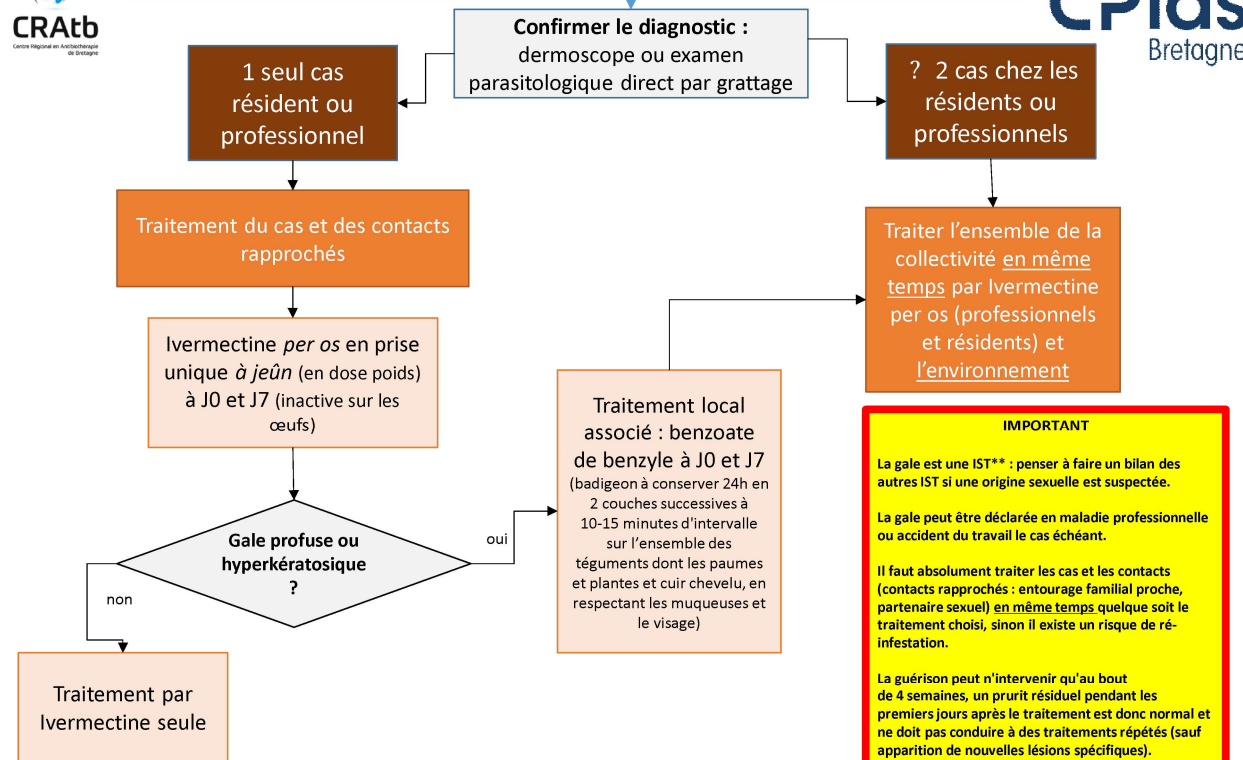 CRAtb
Centre Régional en Antibiothérapie
de Bretagne
CPias
Bretagne
Confirmer le diagnostic :
dermoscope ou examen
parasitologique direct par grattage
1 seul cas
résident ou
professionnel
? 2 cas chez les
résidents ou
professionnels
Traitement du cas et des contacts
rapprochés
Traiter l’ensemble de la
collectivité en même
temps par Ivermectine
per os (professionnels
et résidents) et
l’environnement
Ivermectine per os en prise
unique à jeûn (en dose poids)
à J0 et J7 (inactive sur les
œufs)
Gale profuse ou
hyperkératosique
?
oui
non
Traitement local
associé : benzoate
de benzyle à J0 et J7
(badigeon à conserver 24h en
2 couches successives à
10-15 minutes d'intervalle
sur l’ensemble des
téguments dont les paumes
et plantes et cuir chevelu, en
respectant les muqueuses et
le visage)
Traitement par
Ivermectine seule
IMPORTANT
La gale est une IST** : penser à faire un bilan des
autres IST si une origine sexuelle est suspectée.
La gale peut être déclarée en maladie professionnelle
ou accident du travail le cas échéant.
Il faut absolument traiter les cas et les contacts
(contacts rapprochés : entourage familial proche,
partenaire sexuel) en même temps quelque soit le
traitement choisi, sinon il existe un risque de ré-
infestation.
La guérison peut n'intervenir qu'au bout
de 4 semaines, un prurit résiduel pendant les
premiers jours après le traitement est donc normal et
ne doit pas conduire à des traitements répétés (sauf
apparition de nouvelles lésions spécifiques).